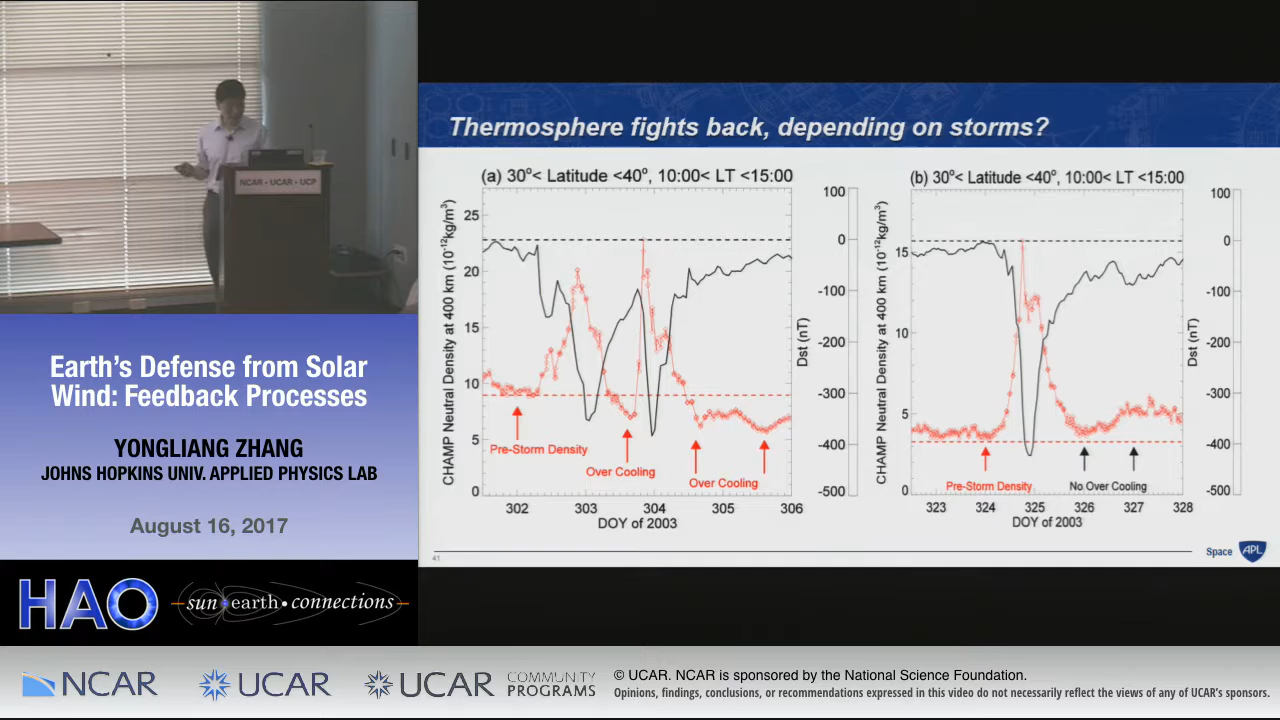 NCAR • UCAR • UCP
Earth's Defense from Solar
Wind: Feedback Processes
YONGLIANG ZHANG
JOHNS HOPKINS UNIV. APPLIED PHYSICS LAB
August 16, 2017
HAO
sun • earth • connections
Thermosphere fights back, depending on storms?
(a) 30°< Latitude <40°, 10:00< LT <15:00
CHAMP Neutral Density at 400 km (10⁻¹²kg/m³)
25
20
15
10
5
0
100
0
-100
-200
-300
-400
-500
Dst (nT)
Pre-Storm Density
Over Cooling
Over Cooling
302 303 304 305 306
DOY of 2003
(b) 30°< Latitude <40°, 10:00< LT <15:00
CHAMP Neutral Density at 400 km (10⁻¹²kg/m³)
15
10
5
0
100
0
-100
-200
-300
-400
-500
Dst (nT)
Pre-Storm Density
No Over Cooling
323 324 325 326 327 328
DOY of 2003
41
Space APL
NCAR UCAR UCAR COMMUNITY
PROGRAMS
© UCAR. NCAR is sponsored by the National Science Foundation.
Opinions, findings, conclusions, or recommendations expressed in this video do not necessarily reflect the views of any of UCAR's sponsors.